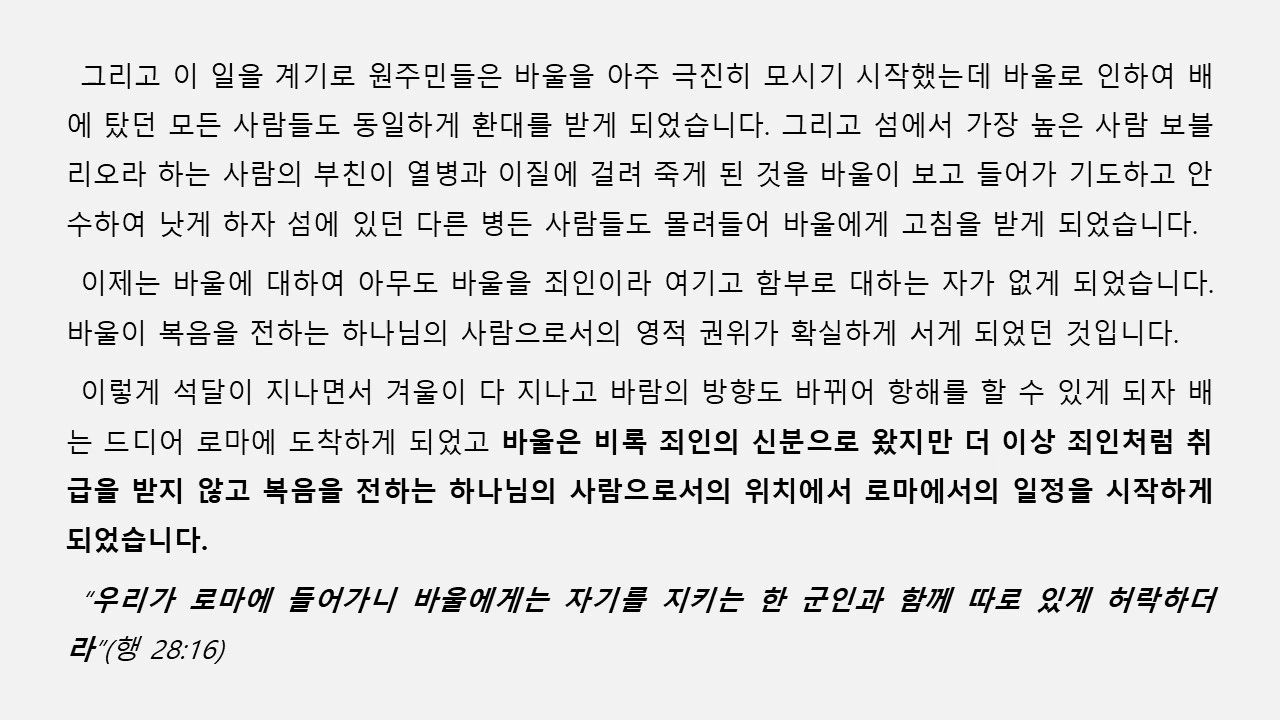 그리고 이 일을 계기로 원주민들은 바울을 아주 극진히 모시기 시작했는데 바울로 인하여 배
에 탔던 모든 사람들도 동일하게 환대를 받게 되었습니다. 그리고 섬에서 가장 높은 사람 보블
리오라 하는 사람의 부친이 열병과 이질에 걸려 죽게 된 것을 바울이 보고 들어가 기도하고 안
수하여 낫게 하자 섬에 있던 다른 병든 사람들도 몰려들어 바울에게 고침을 받게 되었습니다.
이제는 바울에 대하여 아무도 바울을 죄인이라 여기고 함부로 대하는 자가 없게 되었습니다.
바울이 복음을 전하는 하나님의 사람으로서의 영적 권위가 확실하게 서게 되었던 것입니다.
이렇게 석달이 지나면서 겨울이 다 지나고 바람의 방향도 바뀌어 항해를 할 수 있게 되자 배
는 드디어 로마에 도착하게 되었고 바울은 비록 죄인의 신분으로 왔지만 더 이상 죄인처럼 취
급을 받지 않고 복음을 전하는 하나님의 사람으로서의 위치에서 로마에서의 일정을 시작하게
되었습니다.
“우리가 로마에 들어가니 바울에게는 자기를 지키는 한 군인과 함께 따로 있게 허락하더
라“(행 28:16)